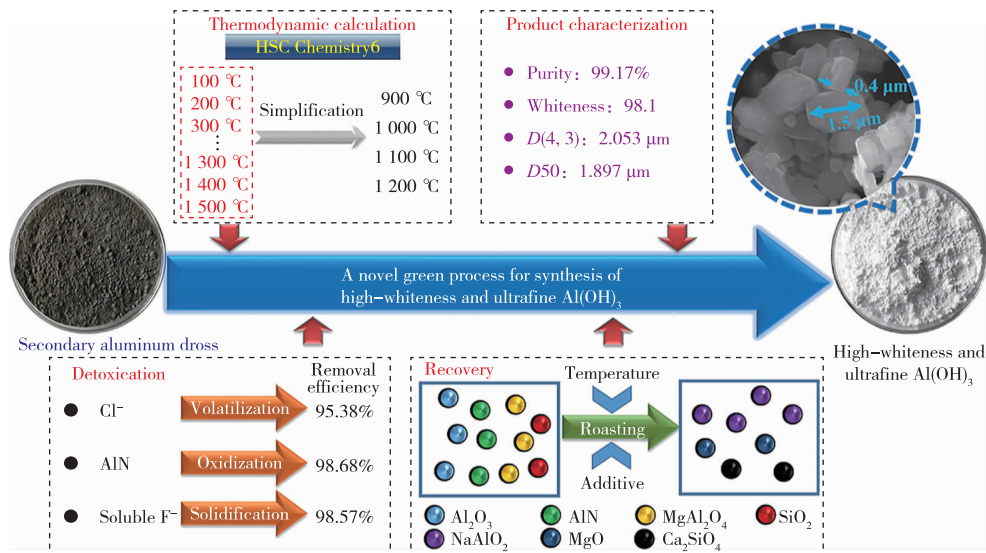 Thermodynamic calculation
HSC Chemistry6
100 ℃
200 ℃
300 ℃
⋮
1 300 ℃
1 400 ℃
1 500 ℃
Simplification
900 ℃
1 000 ℃
1 100 ℃
1 200 ℃
Product characterization
● Purity：99.17%
● Whiteness：98.1
● D(4, 3)：2.053 μm
● D50：1.897 μm
0.4 μm
1.5 μm
A novel green process for synthesis of
high−whiteness and ultrafine Al(OH)₃
Secondary aluminum dross
High−whiteness and
ultrafine Al(OH)₃
Detoxication
Removal
efficiency
● Cl⁻ Volatilization 95.38%
● AlN Oxidization 98.68%
● Soluble F⁻ Solidification 98.57%
Recovery
Temperature
Roasting
Additive
Al₂O₃ AlN MgAl₂O₄ SiO₂
NaAlO₂ MgO Ca₂SiO₄